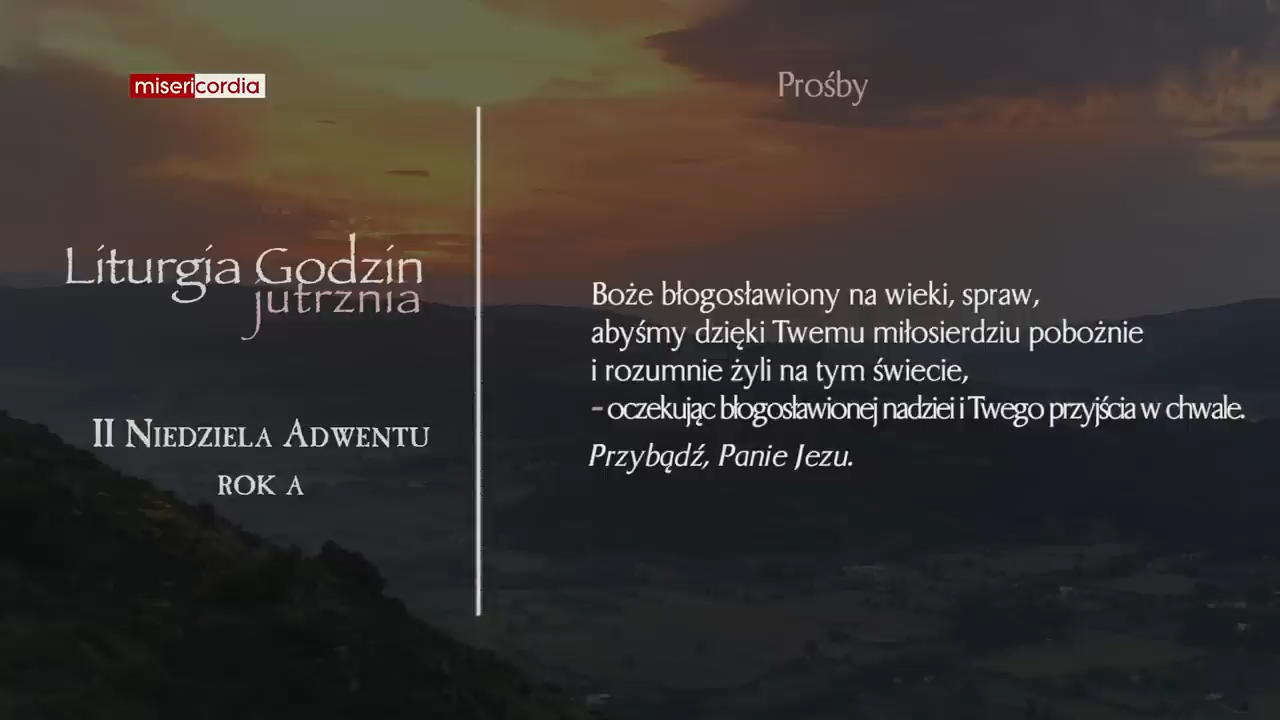 misericordia
Liturgia Godzin
jutrznia
II Niedziela Adwentu
rok A
Prośby
Boże błogosławiony na wieki, spraw,
abyśmy dzięki Twemu miłosierdziu pobożnie
i rozumnie żyli na tym świecie,
- oczekując błogosławionej nadziei i Twego przyjścia w chwale.
Przybądź, Panie Jezu.